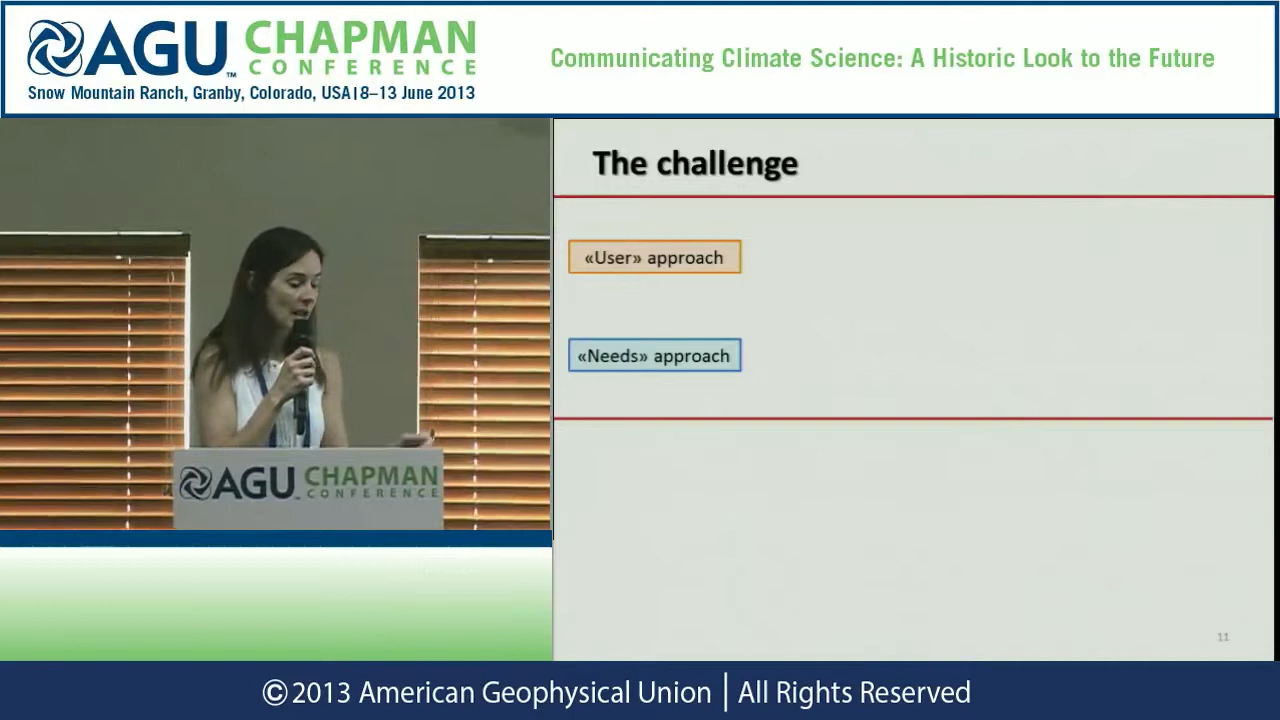 AGU CHAPMAN
CONFERENCE
Snow Mountain Ranch, Granby, Colorado, USA|8–13 June 2013
Communicating Climate Science: A Historic Look to the Future
The challenge
«User» approach
«Needs» approach
AGU CHAPMAN
CONFERENCE
11
©2013 American Geophysical Union | All Rights Reserved